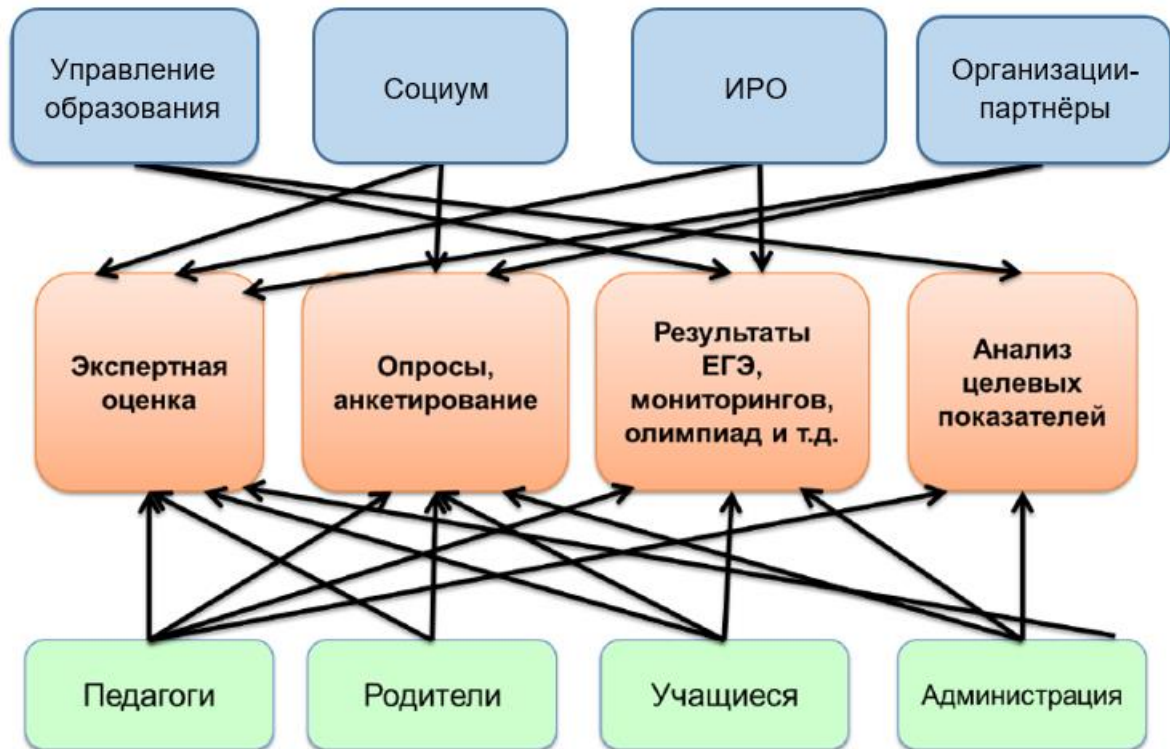 Управление
образования
Социум
ИРО
Организации-
партнёры
Экспертная
оценка
Опросы,
анкетирование
Результаты
ЕГЭ,
мониторингов,
олимпиад и т.д.
Анализ
целевых
показателей
Педагоги
Родители
Учащиеся
Администрация